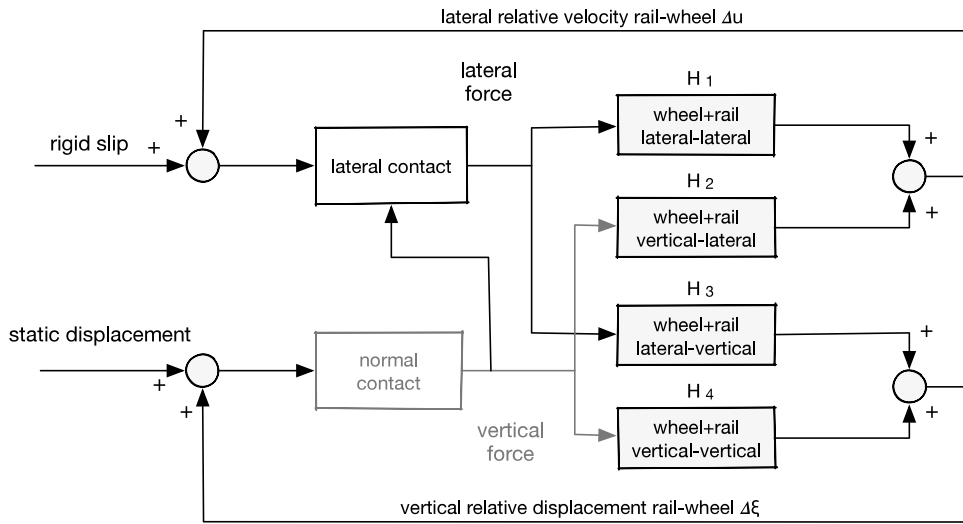 lateral relative velocity rail-wheel Δu
lateral
force
H 1
wheel+rail
lateral-lateral
+
+
rigid slip
+
lateral contact
H 2
wheel+rail
vertical-lateral
+
H 3
wheel+rail
lateral-vertical
+
static displacement
+
+
normal
contact
H 4
wheel+rail
vertical-vertical
+
vertical
force
vertical relative displacement rail-wheel Δξ